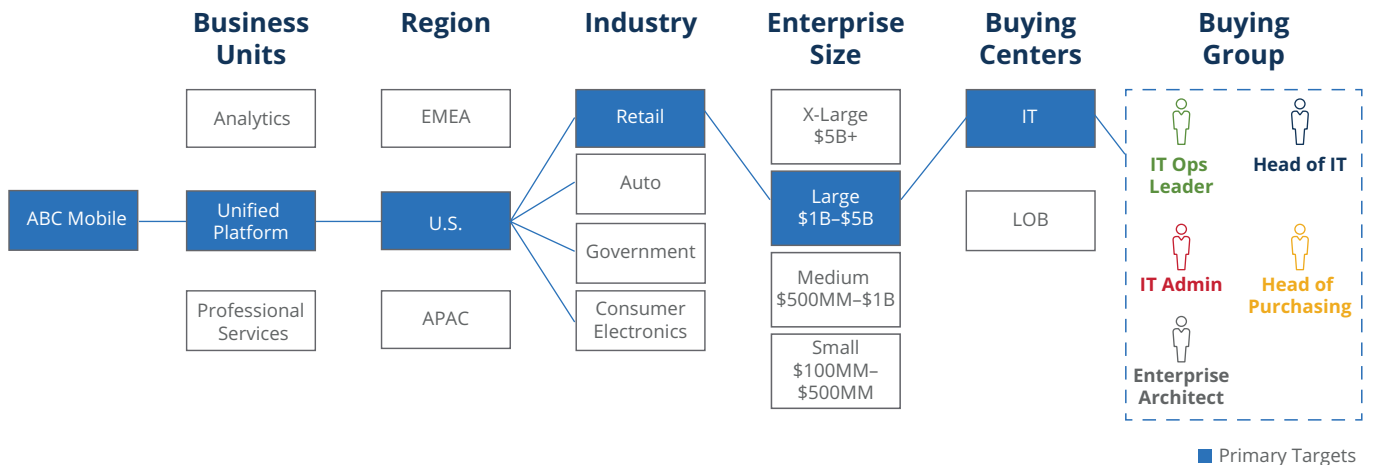 Business
Units
Region
Industry
Enterprise
Size
Buying
Centers
Buying
Group
ABC Mobile
Analytics
Unified
Platform
Professional
Services
EMEA
U.S.
APAC
Retail
Auto
Government
Consumer
Electronics
X-Large
$5B+
Large
$1B–$5B
Medium
$500MM–$1B
Small
$100MM–
$500MM
IT
LOB
IT Ops
Leader
Head of IT
IT Admin
Head of
Purchasing
Enterprise
Architect
Primary Targets